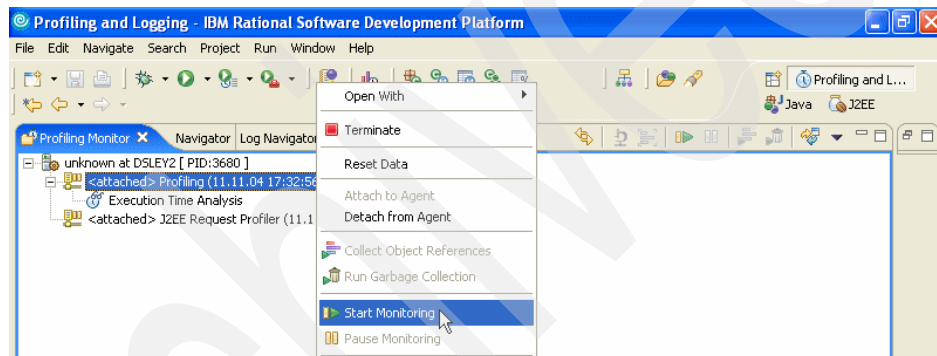 Profiling and Logging - IBM Rational Software Development Platform
File Edit Navigate Search Project Run Window Help
Profiling and L...
Java J2EE
Profiling Monitor Navigator Log Navigator
unknown at DSLEY2 [ PID:3680 ]
<attached> Profiling (11.11.04 17:32:56
Execution Time Analysis
<attached> J2EE Request Profiler (11.1
Open With
Terminate
Reset Data
Attach to Agent
Detach from Agent
Collect Object References
Run Garbage Collection
Start Monitoring
Pause Monitoring